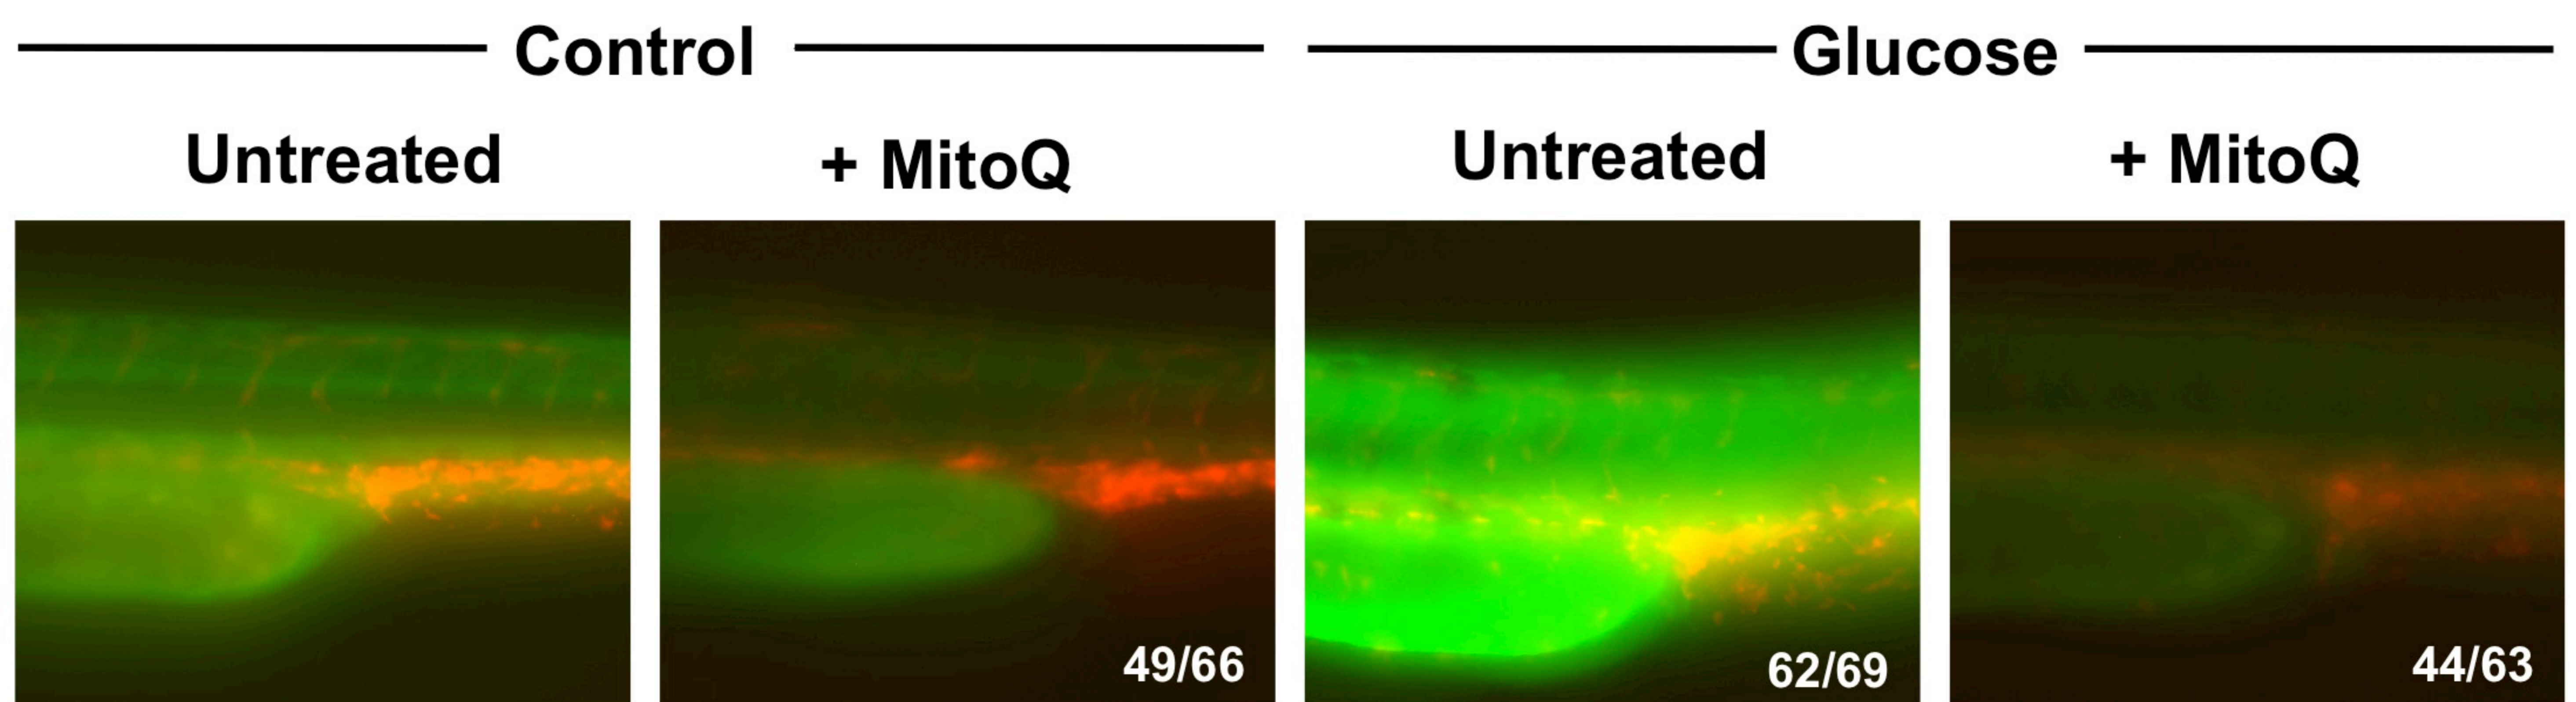 Control Glucose
Untreated + MitoQ Untreated + MitoQ
49/66 62/69 44/63